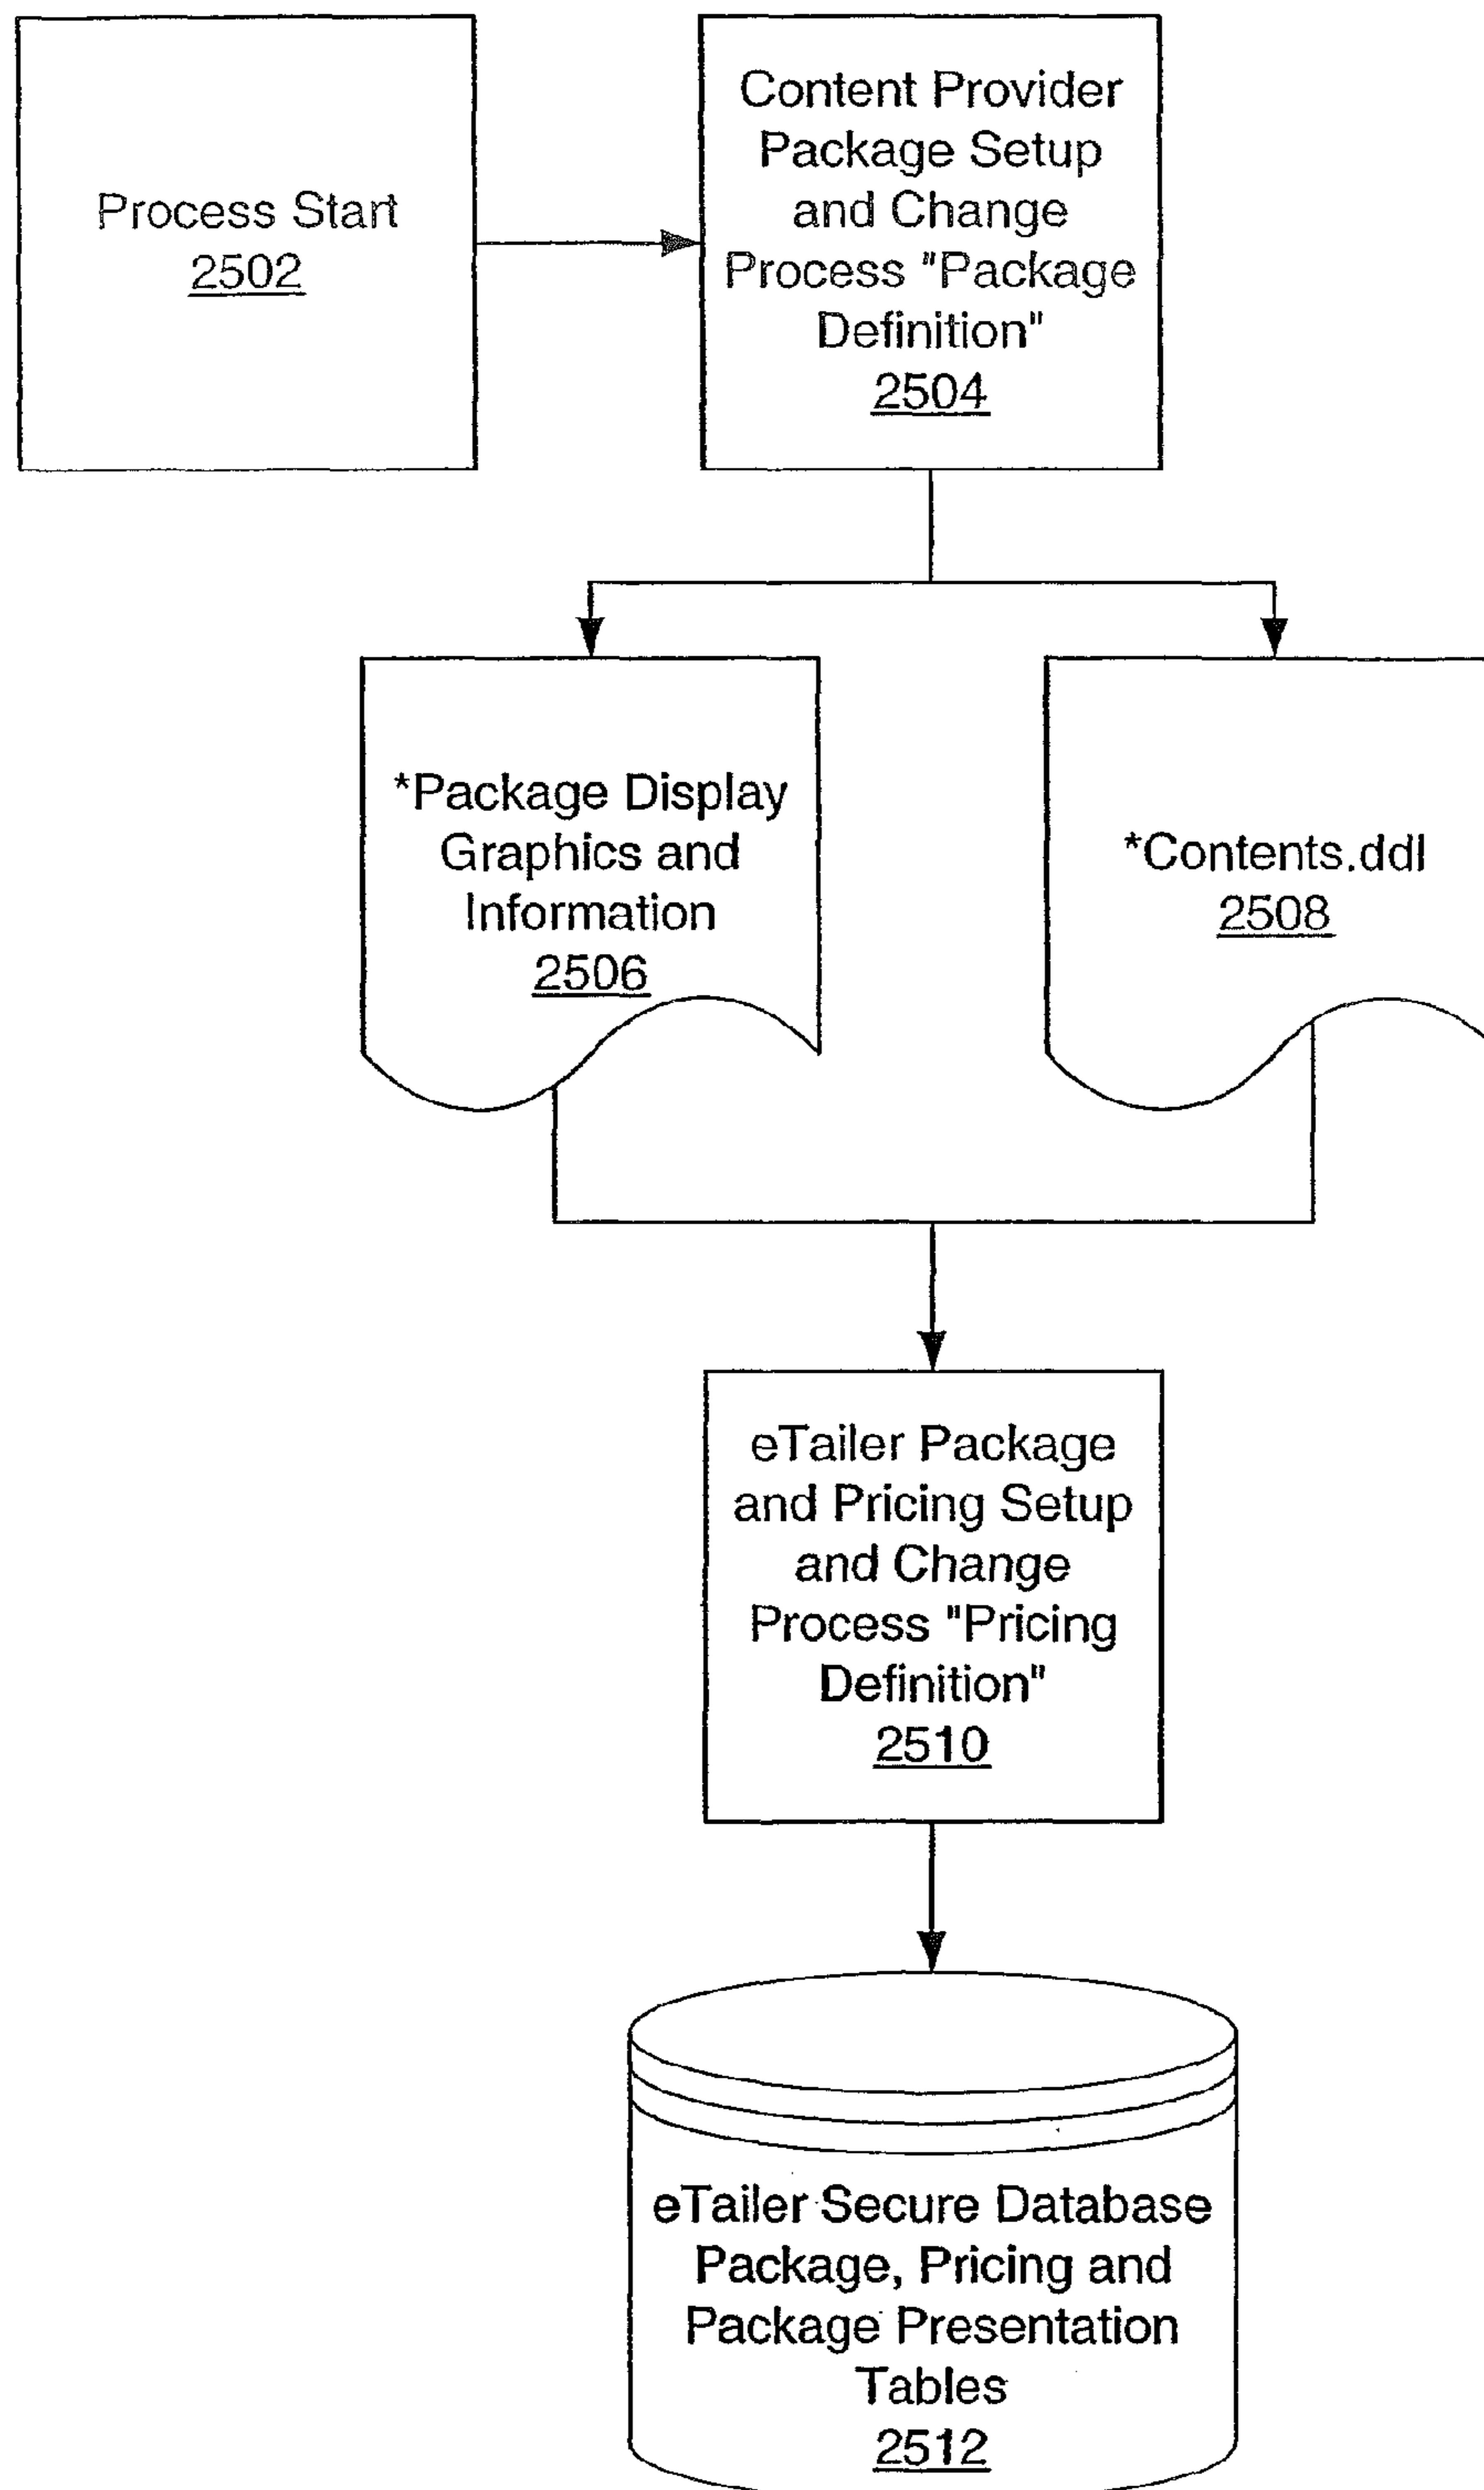 Process Start
2502
Content Provider
Package Setup
and Change
Process "Package
Definition"
2504
*Package Display
Graphics and
Information
2506
*Contents.ddl
2508
eTailer Package
and Pricing Setup
and Change
Process "Pricing
Definition"
2510
eTailer Secure Database
Package, Pricing and
Package Presentation
Tables
2512